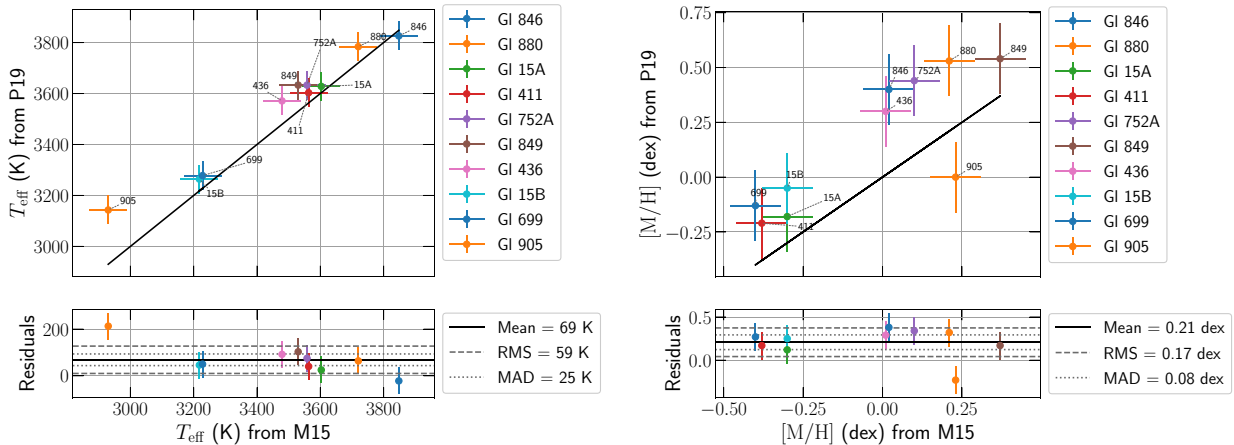 3800
3600
3400
3200
3000
T_eff (K) from P19
846
880
752A
849
15A
436
411
699
15B
905
Gl 846
Gl 880
Gl 15A
Gl 411
Gl 752A
Gl 849
Gl 436
Gl 15B
Gl 699
Gl 905
200
0
Residuals
3000 3200 3400 3600 3800
T_eff (K) from M15
Mean = 69 K
RMS = 59 K
MAD = 25 K
0.75
0.50
0.25
0.00
−0.25
[M/H] (dex) from P19
846
752A
880
849
436
905
15B
699
15A
411
Gl 846
Gl 880
Gl 15A
Gl 411
Gl 752A
Gl 849
Gl 436
Gl 15B
Gl 699
Gl 905
0.5
0.0
Residuals
−0.50 −0.25 0.00 0.25
[M/H] (dex) from M15
Mean = 0.21 dex
RMS = 0.17 dex
MAD = 0.08 dex